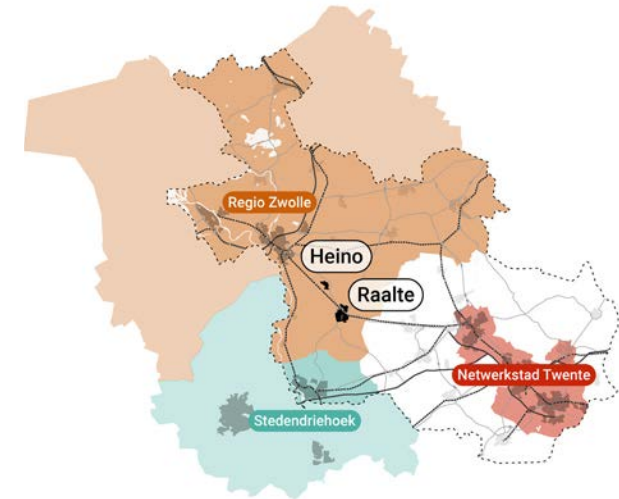 Regio Zwolle
Heino
Raalte
Netwerkstad Twente
Stedendriehoek